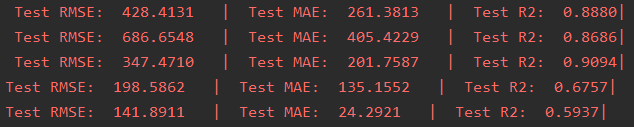 Test RMSE: 428.4131 | Test MAE: 261.3813 | Test R2: 0.8880|
Test RMSE: 686.6548 | Test MAE: 405.4229 | Test R2: 0.8686|
Test RMSE: 347.4710 | Test MAE: 201.7587 | Test R2: 0.9094|
Test RMSE: 198.5862 | Test MAE: 135.1552 | Test R2: 0.6757|
Test RMSE: 141.8911 | Test MAE: 24.2921 | Test R2: 0.5937|